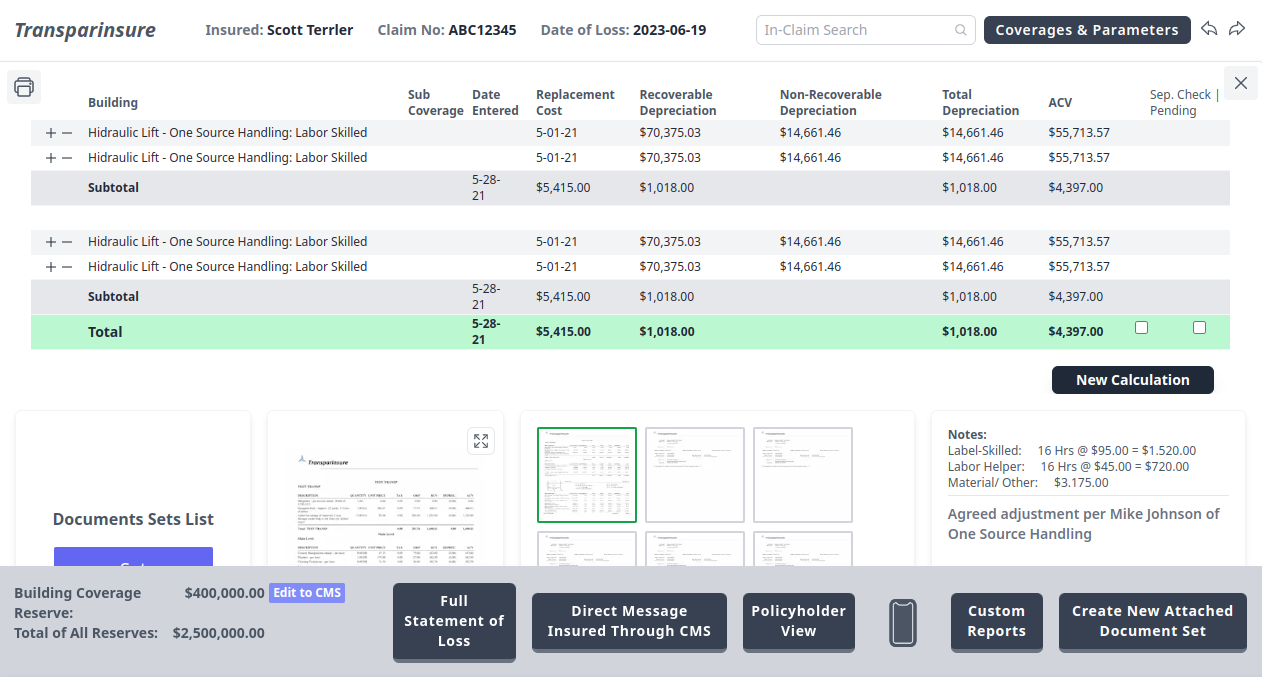 Transparinsure
Insured: Scott Terrler Claim No: ABC12345 Date of Loss: 2023-06-19
In-Claim Search
Coverages & Parameters
Building Sub Coverage Date Entered Replacement Cost Recoverable Depreciation Non-Recoverable Depreciation Total Depreciation ACV Sep. Check | Pending
Hidraulic Lift - One Source Handling: Labor Skilled 5-01-21 $70,375.03 $14,661.46 $14,661.46 $55,713.57
Hidraulic Lift - One Source Handling: Labor Skilled 5-01-21 $70,375.03 $14,661.46 $14,661.46 $55,713.57
Subtotal 5-28-21 $5,415.00 $1,018.00 $1,018.00 $4,397.00
Hidraulic Lift - One Source Handling: Labor Skilled 5-01-21 $70,375.03 $14,661.46 $14,661.46 $55,713.57
Hidraulic Lift - One Source Handling: Labor Skilled 5-01-21 $70,375.03 $14,661.46 $14,661.46 $55,713.57
Subtotal 5-28-21 $5,415.00 $1,018.00 $1,018.00 $4,397.00
Total 5-28-21 $5,415.00 $1,018.00 $1,018.00 $4,397.00
New Calculation
Documents Sets List
Transparinsure
Notes:
Label-Skilled: 16 Hrs @ $95.00 = $1.520.00
Labor Helper: 16 Hrs @ $45.00 = $720.00
Material/ Other: $3.175.00
Agreed adjustment per Mike Johnson of
One Source Handling
Building Coverage Reserve: $400,000.00 Edit to CMS
Total of All Reserves: $2,500,000.00
Full
Statement of
Loss
Direct Message
Insured Through CMS
Policyholder
View
Custom
Reports
Create New Attached
Document Set